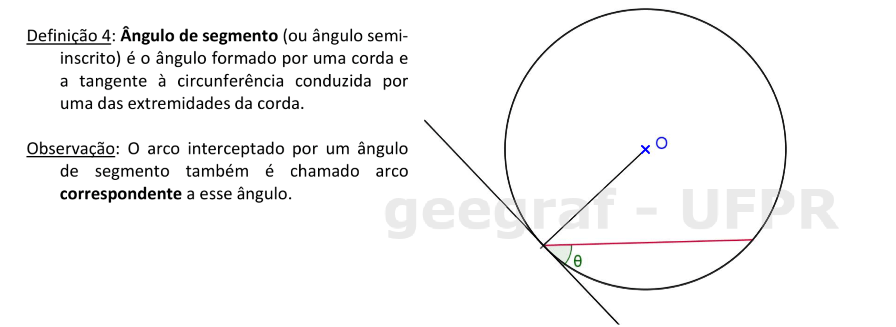 Definição 4: Ângulo de segmento (ou ângulo semi-
inscrito) é o ângulo formado por uma corda e
a tangente à circunferência conduzida por
uma das extremidades da corda.
Observação: O arco interceptado por um ângulo
de segmento também é chamado arco
correspondente a esse ângulo.
O
geegraf - UFPR
θ